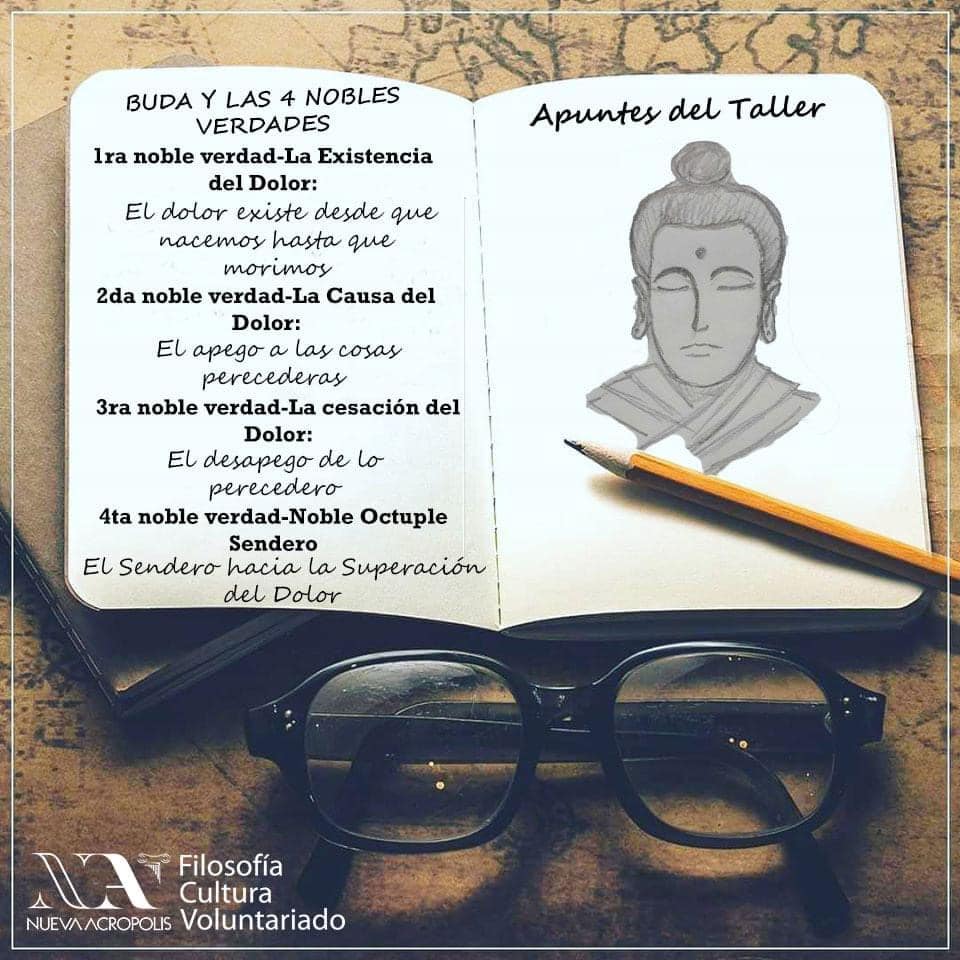 BUDA Y LAS 4 NOBLES
VERDADES
1ra noble verdad-La Existencia
del Dolor:
El dolor existe desde que
nacemos hasta que
morimos
2da noble verdad-La Causa del
Dolor:
El apego a las cosas
perecederas
3ra noble verdad-La cesación del
Dolor:
El desapego de lo
perecedero
4ta noble verdad-Noble Octuple
Sendero
El Sendero hacia la Superación
del Dolor
Apuntes del Taller
NA
NUEVA ACROPOLIS
Filosofía
Cultura
Voluntariado